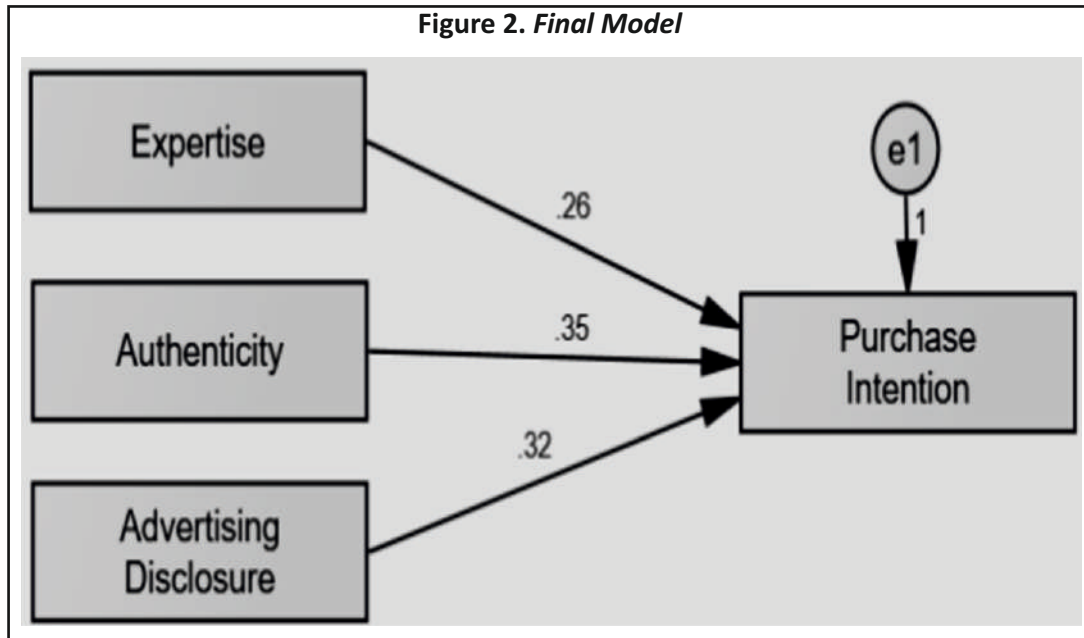 Figure 2. Final Model
Expertise
e1
.26
1
Authenticity
.35
Purchase
Intention
.32
Advertising
Disclosure